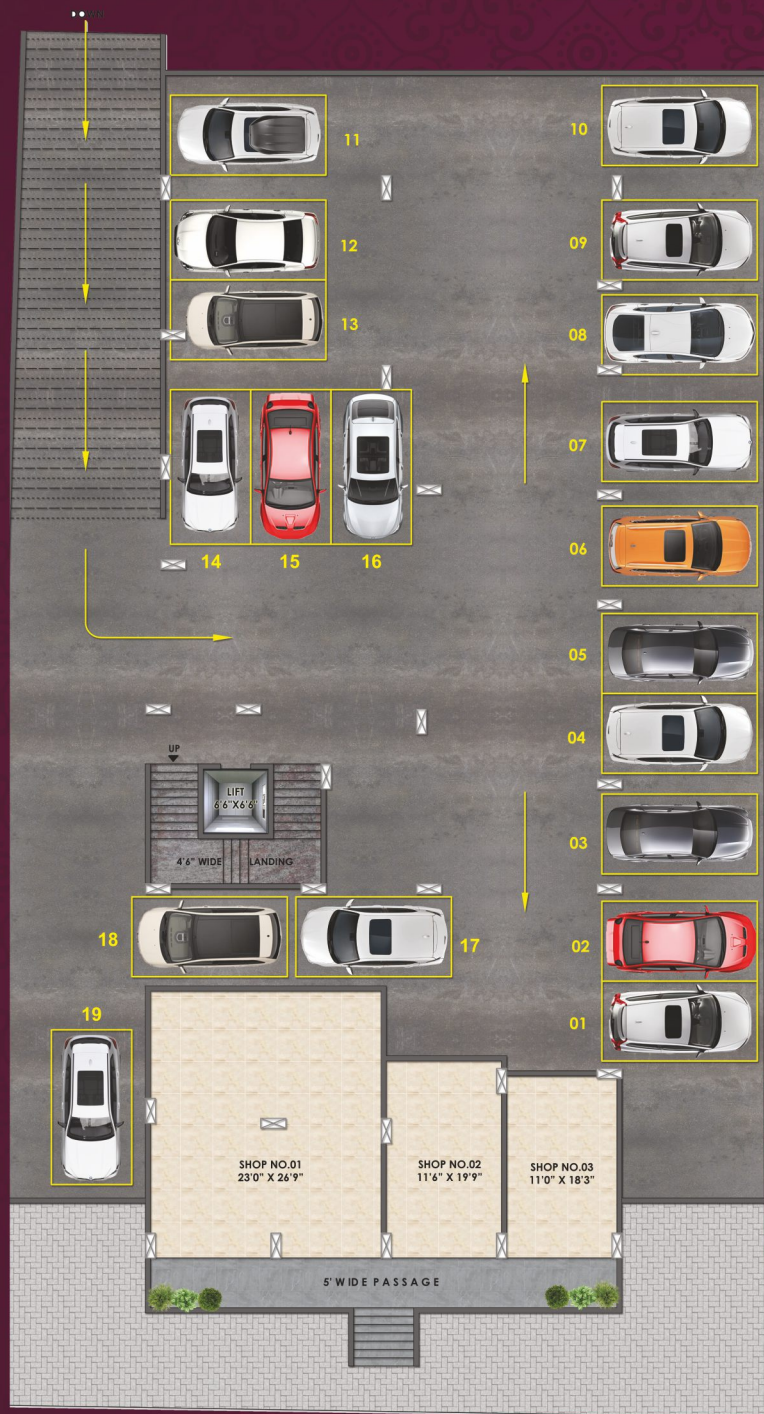 11
10
12
09
13
08
07
14
15
16
06
05
04
UP
LIFT
6'6"X6'6"
03
4'6" WIDE LANDING
18
17
02
19
01
SHOP NO.01
23'0" X 26'9"
SHOP NO.02
11'6" X 19'9"
SHOP NO.03
11'0" X 18'3"
5' WIDE PASSAGE